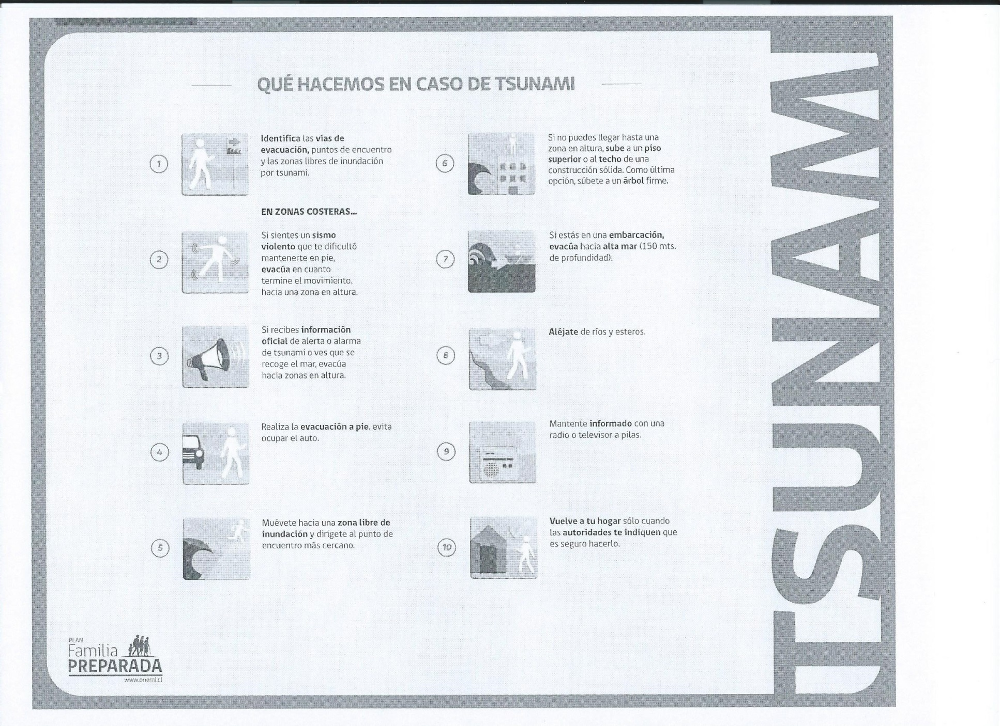 QUÉ HACEMOS EN CASO DE TSUNAMI
1
Identifica las vías de
evacuación, puntos de encuentro
y las zonas libres de inundación
por tsunami.
EN ZONAS COSTERAS...
2
Si sientes un sismo
violento que te dificultó
mantenerte en pie,
evacúa en cuanto
termine el movimiento,
hacia una zona en altura.
3
Si recibes información
oficial de alerta o alarma
de tsunami o ves que se
recoge el mar, evacúa
hacia zonas en altura.
4
Realiza la evacuación a pie, evita
ocupar el auto.
5
Muévete hacia una zona libre de
inundación y dirígete al punto de
encuentro más cercano.
6
Si no puedes llegar hasta una
zona en altura, sube a un piso
superior o al techo de una
construcción sólida. Como última
opción, súbete a un árbol firme.
7
Si estás en una embarcación,
evacúa hacia alta mar (150 mts.
de profundidad).
8
Aléjate de ríos y esteros.
9
Mantente informado con una
radio o televisor a pilas.
10
Vuelve a tu hogar sólo cuando
las autoridades te indiquen que
es seguro hacerlo.
TSUNAMI
PLAN
Familia
PREPARADA
www.onemi.cl